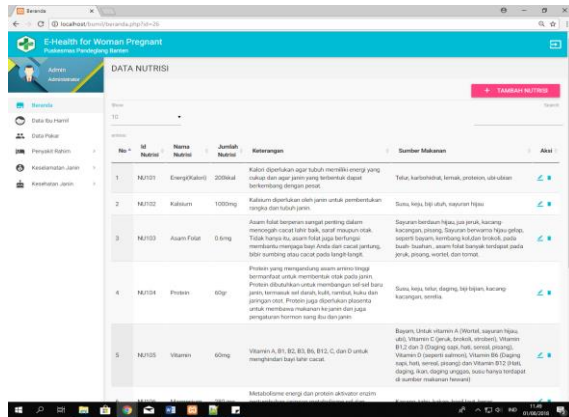 Beranda
localhost/bumil/beranda.php?id=26
E-Health for Woman Pregnant
Puskesmas Pandeglang Banten
Admin
Administrator
DATA NUTRISI
+ TAMBAH NUTRISI
Beranda
Data Ibu Hamil
Data Pakar
Penyakit Rahim
Keselamatan Janin
Kesehatan Janin
Show
10
entries
Search
No
Id Nutrisi
Nama Nutrisi
Jumlah Nutrisi
Keterangan
Sumber Makanan
Aksi
1
NU101
Energi(Kalori)
200kkal
Kalori diperlukan agar tubuh memiliki energi yang
cukup dan agar janin yang terbentuk dapat
berkembang dengan pesat.
Telur, karbohidrat, lemak, protein, ubi-ubian
2
NU102
Kalsium
1000mg
Kalsium diperlukan oleh janin untuk pembentukan
rangka dan tubuh janin.
Susu, keju, biji utuh, sayuran hijau
3
NU103
Asam Folat
0.6mg
Asam folat berperan sangat penting dalam
mencegah cacat lahir baik, saraf maupun otak.
Tidak hanya itu, asam folat juga berfungsi
membantu menjaga bayi Anda dari cacat jantung,
bibir sumbing atau cacat pada langit-langit.
Sayuran berdaun hijau, jus jeruk, kacang-
kacangan, pisang, Sayuran berwarna hijau gelap,
seperti bayam, kembang kol,dan brokoli, pada
buah- buahan , asam folat banyak terdapat pada
jeruk, pisang, wortel, dan tomat.
4
NU104
Protein
60gr
Protein yang mengandung asam amino tinggi
bermanfaat untuk membentuk otak pada janin.
Protein dibutuhkan untuk membangun sel-sel baru
janin, termasuk sel darah, kulit, rambut, kuku dan
jaringan otot. Protein juga diperlukan plasenta
untuk membawa makanan ke janin dan juga
pengaturan hormon sang ibu dan janin.
Susu, keju, telur, daging, biji-bijian, kacang-
kacangan, serelia.
5
NU105
Vitamin
60mg
Vitamin A, B1, B2, B3, B6, B12, C, dan D untuk
menghindari bayi lahir cacat.
Bayam, Untuk vitamin A (Wortel, sayuran hijau,
ubi), Vitamin C (jeruk, brokoli, stroberi), Vitamin
B12 dan 3 (Daging sapi, hati, sereal, pisang),
Vitamin D (seperti salmon), Vitamin B6 (Daging
sapi, hati, sereal, pisang) dan Vitamin B12 (Hati,
daging, ikan, daging unggas, susu hanya terdapat
di sumber makanan hewani)
Metabolisme energi dan protein aktivator enzim
IND
11:49
01/08/2018